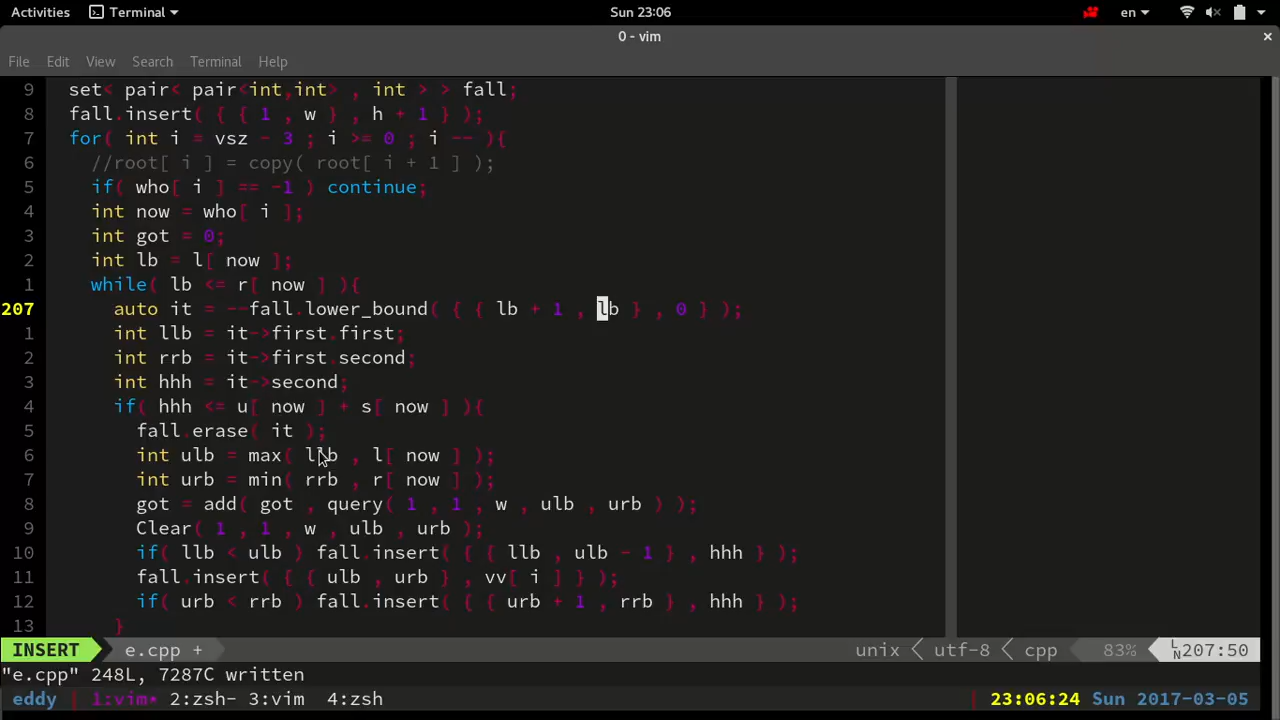 Activities Terminal Sun 23:06 en
0 - vim ×
File Edit View Search Terminal Help
9 set< pair< pair<int,int> , int > > fall;
8 fall.insert( { { 1 , w } , h + 1 } );
7 for( int i = vsz - 3 ; i >= 0 ; i -- ){
6 //root[ i ] = copy( root[ i + 1 ] );
5 if( who[ i ] == -1 ) continue;
4 int now = who[ i ];
3 int got = 0;
2 int lb = l[ now ];
1 while( lb <= r[ now ] ){
207 auto it = --fall.lower_bound( { { lb + 1 , lb } , 0 } );
1 int llb = it->first.first;
2 int rrb = it->first.second;
3 int hhh = it->second;
4 if( hhh <= u[ now ] + s[ now ] ){
5 fall.erase( it );
6 int ulb = max( llb , l[ now ] );
7 int urb = min( rrb , r[ now ] );
8 got = add( got , query( 1 , 1 , w , ulb , urb ) );
9 Clear( 1 , 1 , w , ulb , urb );
10 if( llb < ulb ) fall.insert( { { llb , ulb - 1 } , hhh } );
11 fall.insert( { { ulb , urb } , vv[ i ] } );
12 if( urb < rrb ) fall.insert( { { urb + 1 , rrb } , hhh } );
13 }
INSERT e.cpp + unix utf-8 cpp 83% LN207:50
"e.cpp" 248L, 7287C written
eddy 1:vim* 2:zsh- 3:vim 4:zsh 23:06:24 Sun 2017-03-05